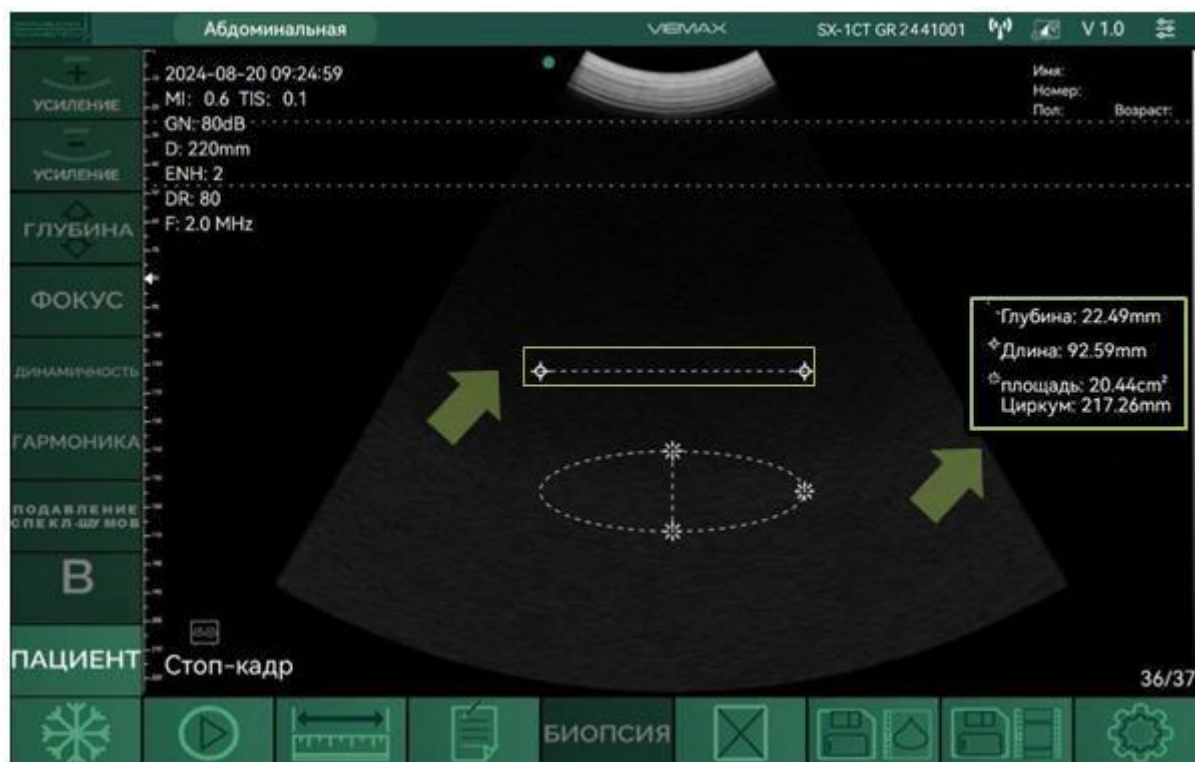 Абдоминальная
VIEMAX
SX-1CT GR2441001
V 1.0
УСИЛЕНИЕ
УСИЛЕНИЕ
ГЛУБИНА
ФОКУС
ДИНАМИЧНОСТЬ
ГАРМОНИКА
ПОДАВЛЕНИЕ
СПЕКЛ-ШУМОВ
B
ПАЦИЕНТ
2024-08-20 09:24:59
MI: 0.6 TIS: 0.1
GN: 80dB
D: 220mm
ENH: 2
DR: 80
F: 2.0 MHz
Имя:
Номер:
Пол: Возраст:
Глубина: 22.49mm
Длина: 92.59mm
площадь: 20.44cm²
Циркум: 217.26mm
Стоп-кадр
36/37
БИОПСИЯ